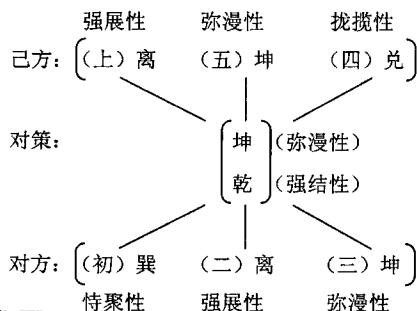 强展性 弥漫性 拢揽性
己方：（上）离 （五）坤 （四）兑
对策： 坤（弥漫性）
乾（强结性）
对方：（初）巽 （二）离 （三）坤
恃聚性 强展性 弥漫性